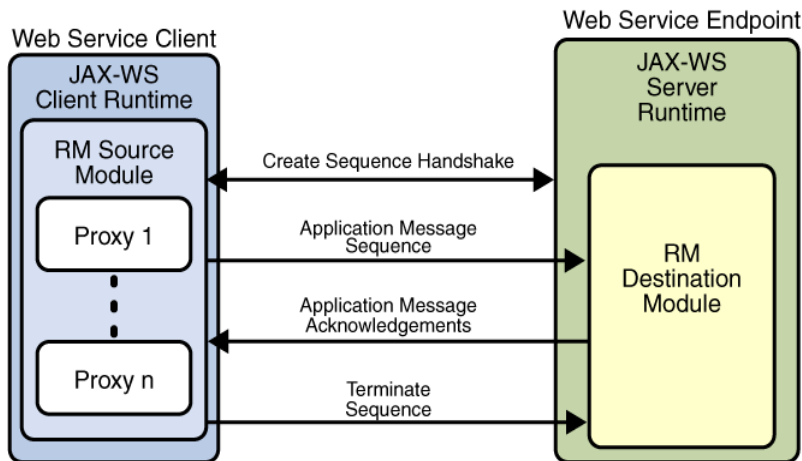 Web Service Client
JAX-WS
Client Runtime
RM Source
Module
Proxy 1
Proxy n
Create Sequence Handshake
Application Message
Sequence
Application Message
Acknowledgements
Terminate
Sequence
Web Service Endpoint
JAX-WS
Server
Runtime
RM
Destination
Module